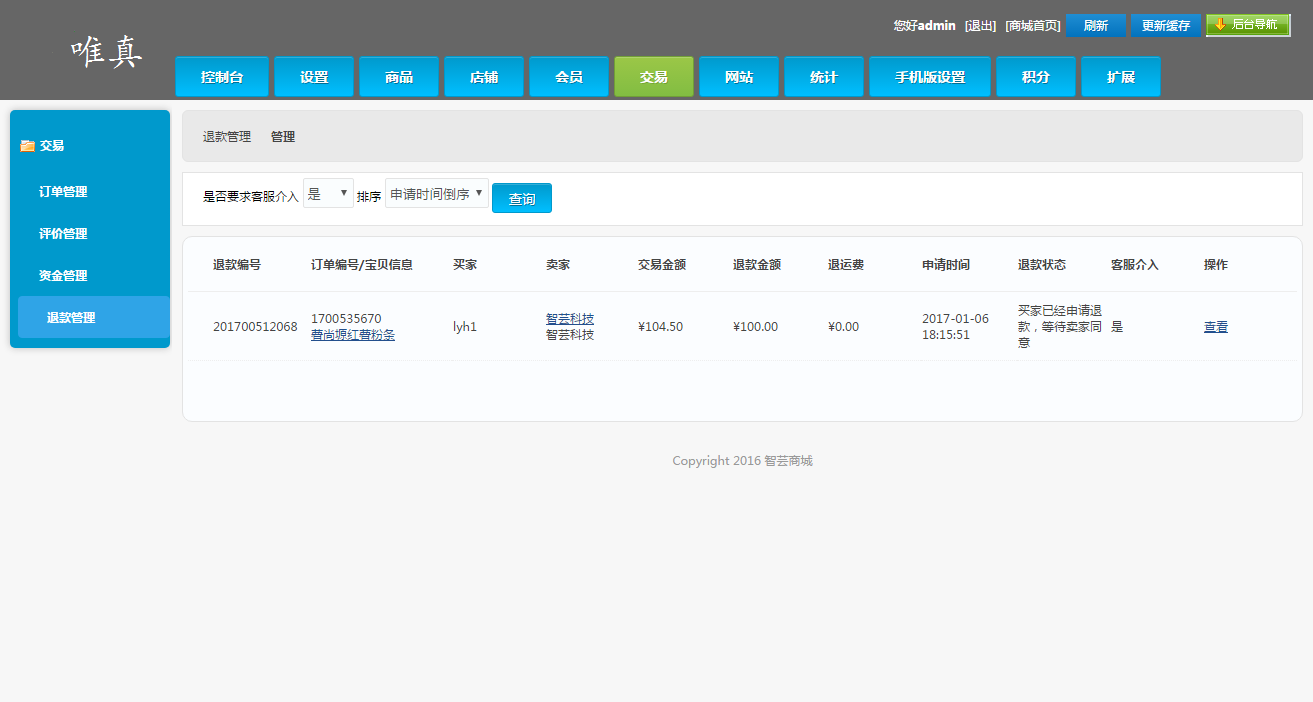 您好admin [退出] [商城首页] 刷新 更新缓存 后台导航
唯真
控制台 设置 商品 店铺 会员 交易 网站 统计 手机版设置 积分 扩展
交易
订单管理
评价管理
资金管理
退款管理
退款管理 管理
是否要求客服介入 是 排序 申请时间倒序 查询
退款编号 订单编号/宝贝信息 买家 卖家 交易金额 退款金额 退运费 申请时间 退款状态 客服介入 操作
201700512068
1700535670
尚塬红
粉条
lyh1
智芸科技
智芸科技
¥104.50
¥100.00
¥0.00
2017-01-06
18:15:51
买家已经申请退
款，等待卖家同
意
是
查看
Copyright 2016 智芸商城